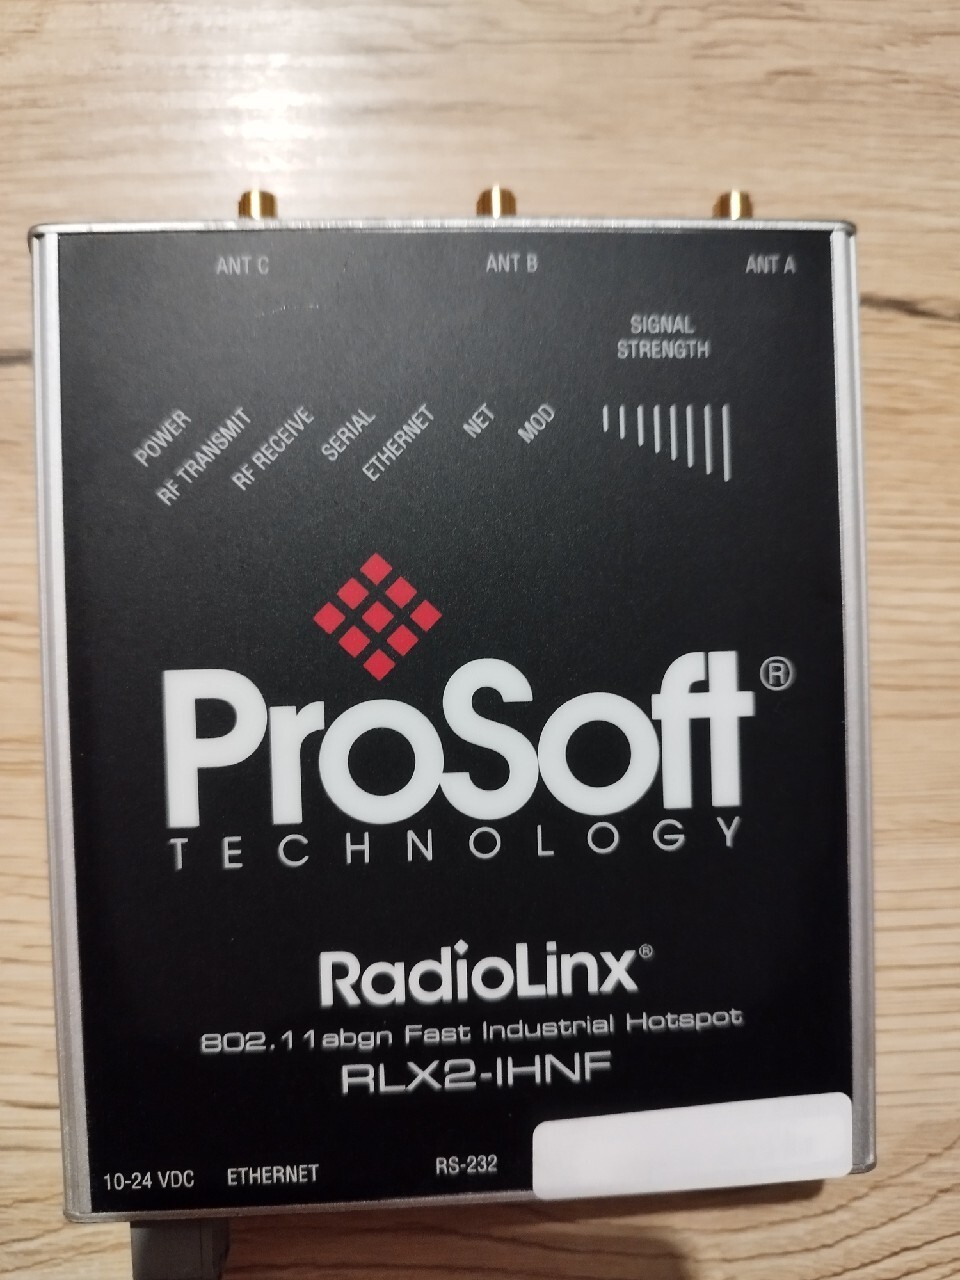 ANT C
ANT B
ANT A
SIGNAL
STRENGTH
POWER
RF TRANSMIT
RF RECEIVE
SERIAL
ETHERNET
NET
MOD
ProSoft®
TECHNOLOGY
RadioLinx®
802.11abgn Fast Industrial Hotspot
RLX2-IHNF
10-24 VDC
ETHERNET
RS-232